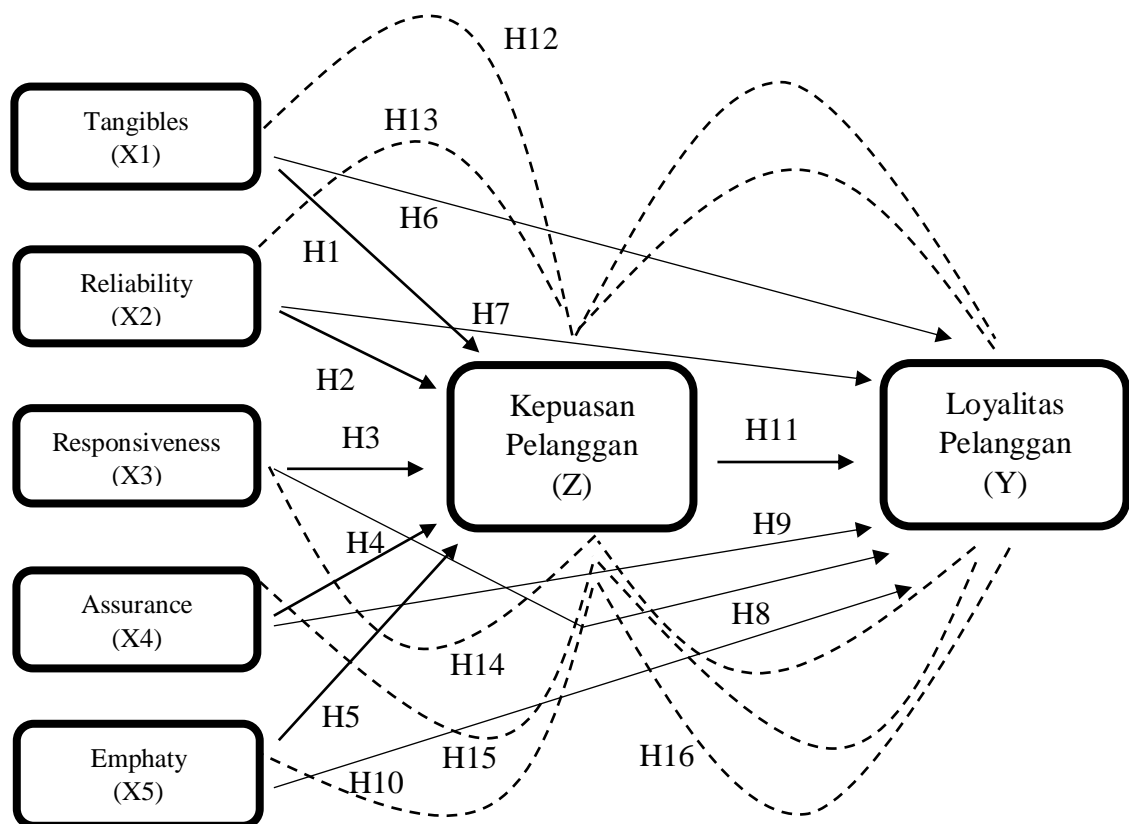 H12
Tangibles
(X1)
H13
H6
H1
Reliability
(X2)
H7
H2
Kepuasan
Pelanggan
(Z)
Loyalitas
Pelanggan
(Y)
H11
Responsiveness
(X3)
H3
H9
H4
Assurance
(X4)
H8
H14
H5
H15
H16
Emphaty
(X5)
H10